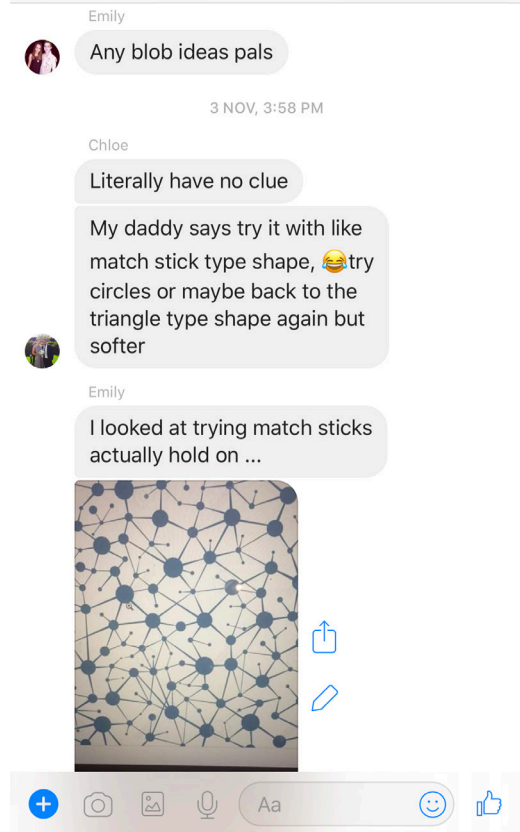 Emily
Any blob ideas pals
3 NOV, 3:58 PM
Chloe
Literally have no clue
My daddy says try it with like
match stick type shape, 😂try
circles or maybe back to the
triangle type shape again but
softer
Emily
I looked at trying match sticks
actually hold on ...
Aa